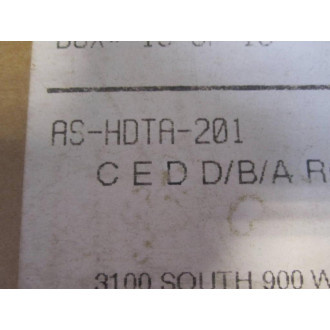 AS-HDTA-201
C E D D/B/A R
3100 SOUTH 900 W